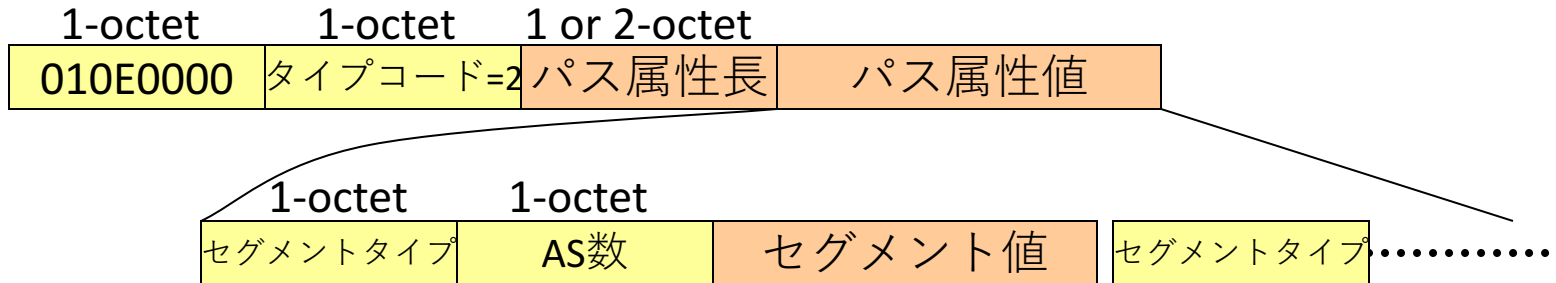 1-octet 1-octet 1 or 2-octet
010E0000 タイプコード=2 パス属性長 パス属性値
1-octet 1-octet
セグメントタイプ AS数 セグメント値 セグメントタイプ